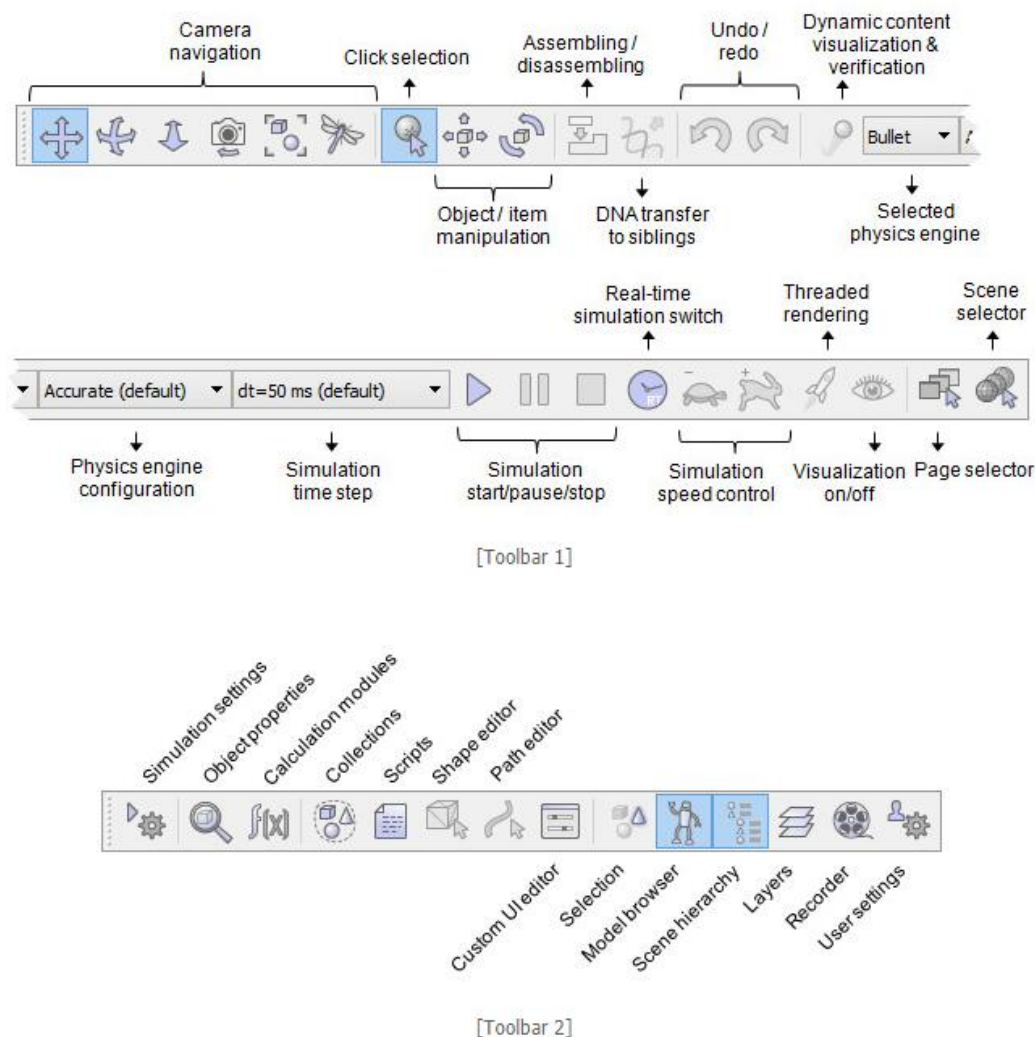 Camera
navigation
Click selection
Assembling /
disassembling
Undo /
redo
Dynamic content
visualization &
verification
Bullet
Object / item
manipulation
DNA transfer
to siblings
Selected
physics engine
Real-time
simulation switch
Threaded
rendering
Scene
selector
Accurate (default)
dt=50 ms (default)
RT
Physics engine
configuration
Simulation
time step
Simulation
start/pause/stop
Simulation
speed control
Visualization
on/off
Page selector
[Toolbar 1]
Simulation settings
Object properties
Calculation modules
Collections
Scripts
Shape editor
Path editor
f(x)
Custom UI editor
Selection
Model browser
Scene hierarchy
Layers
Recorder
User settings
[Toolbar 2]